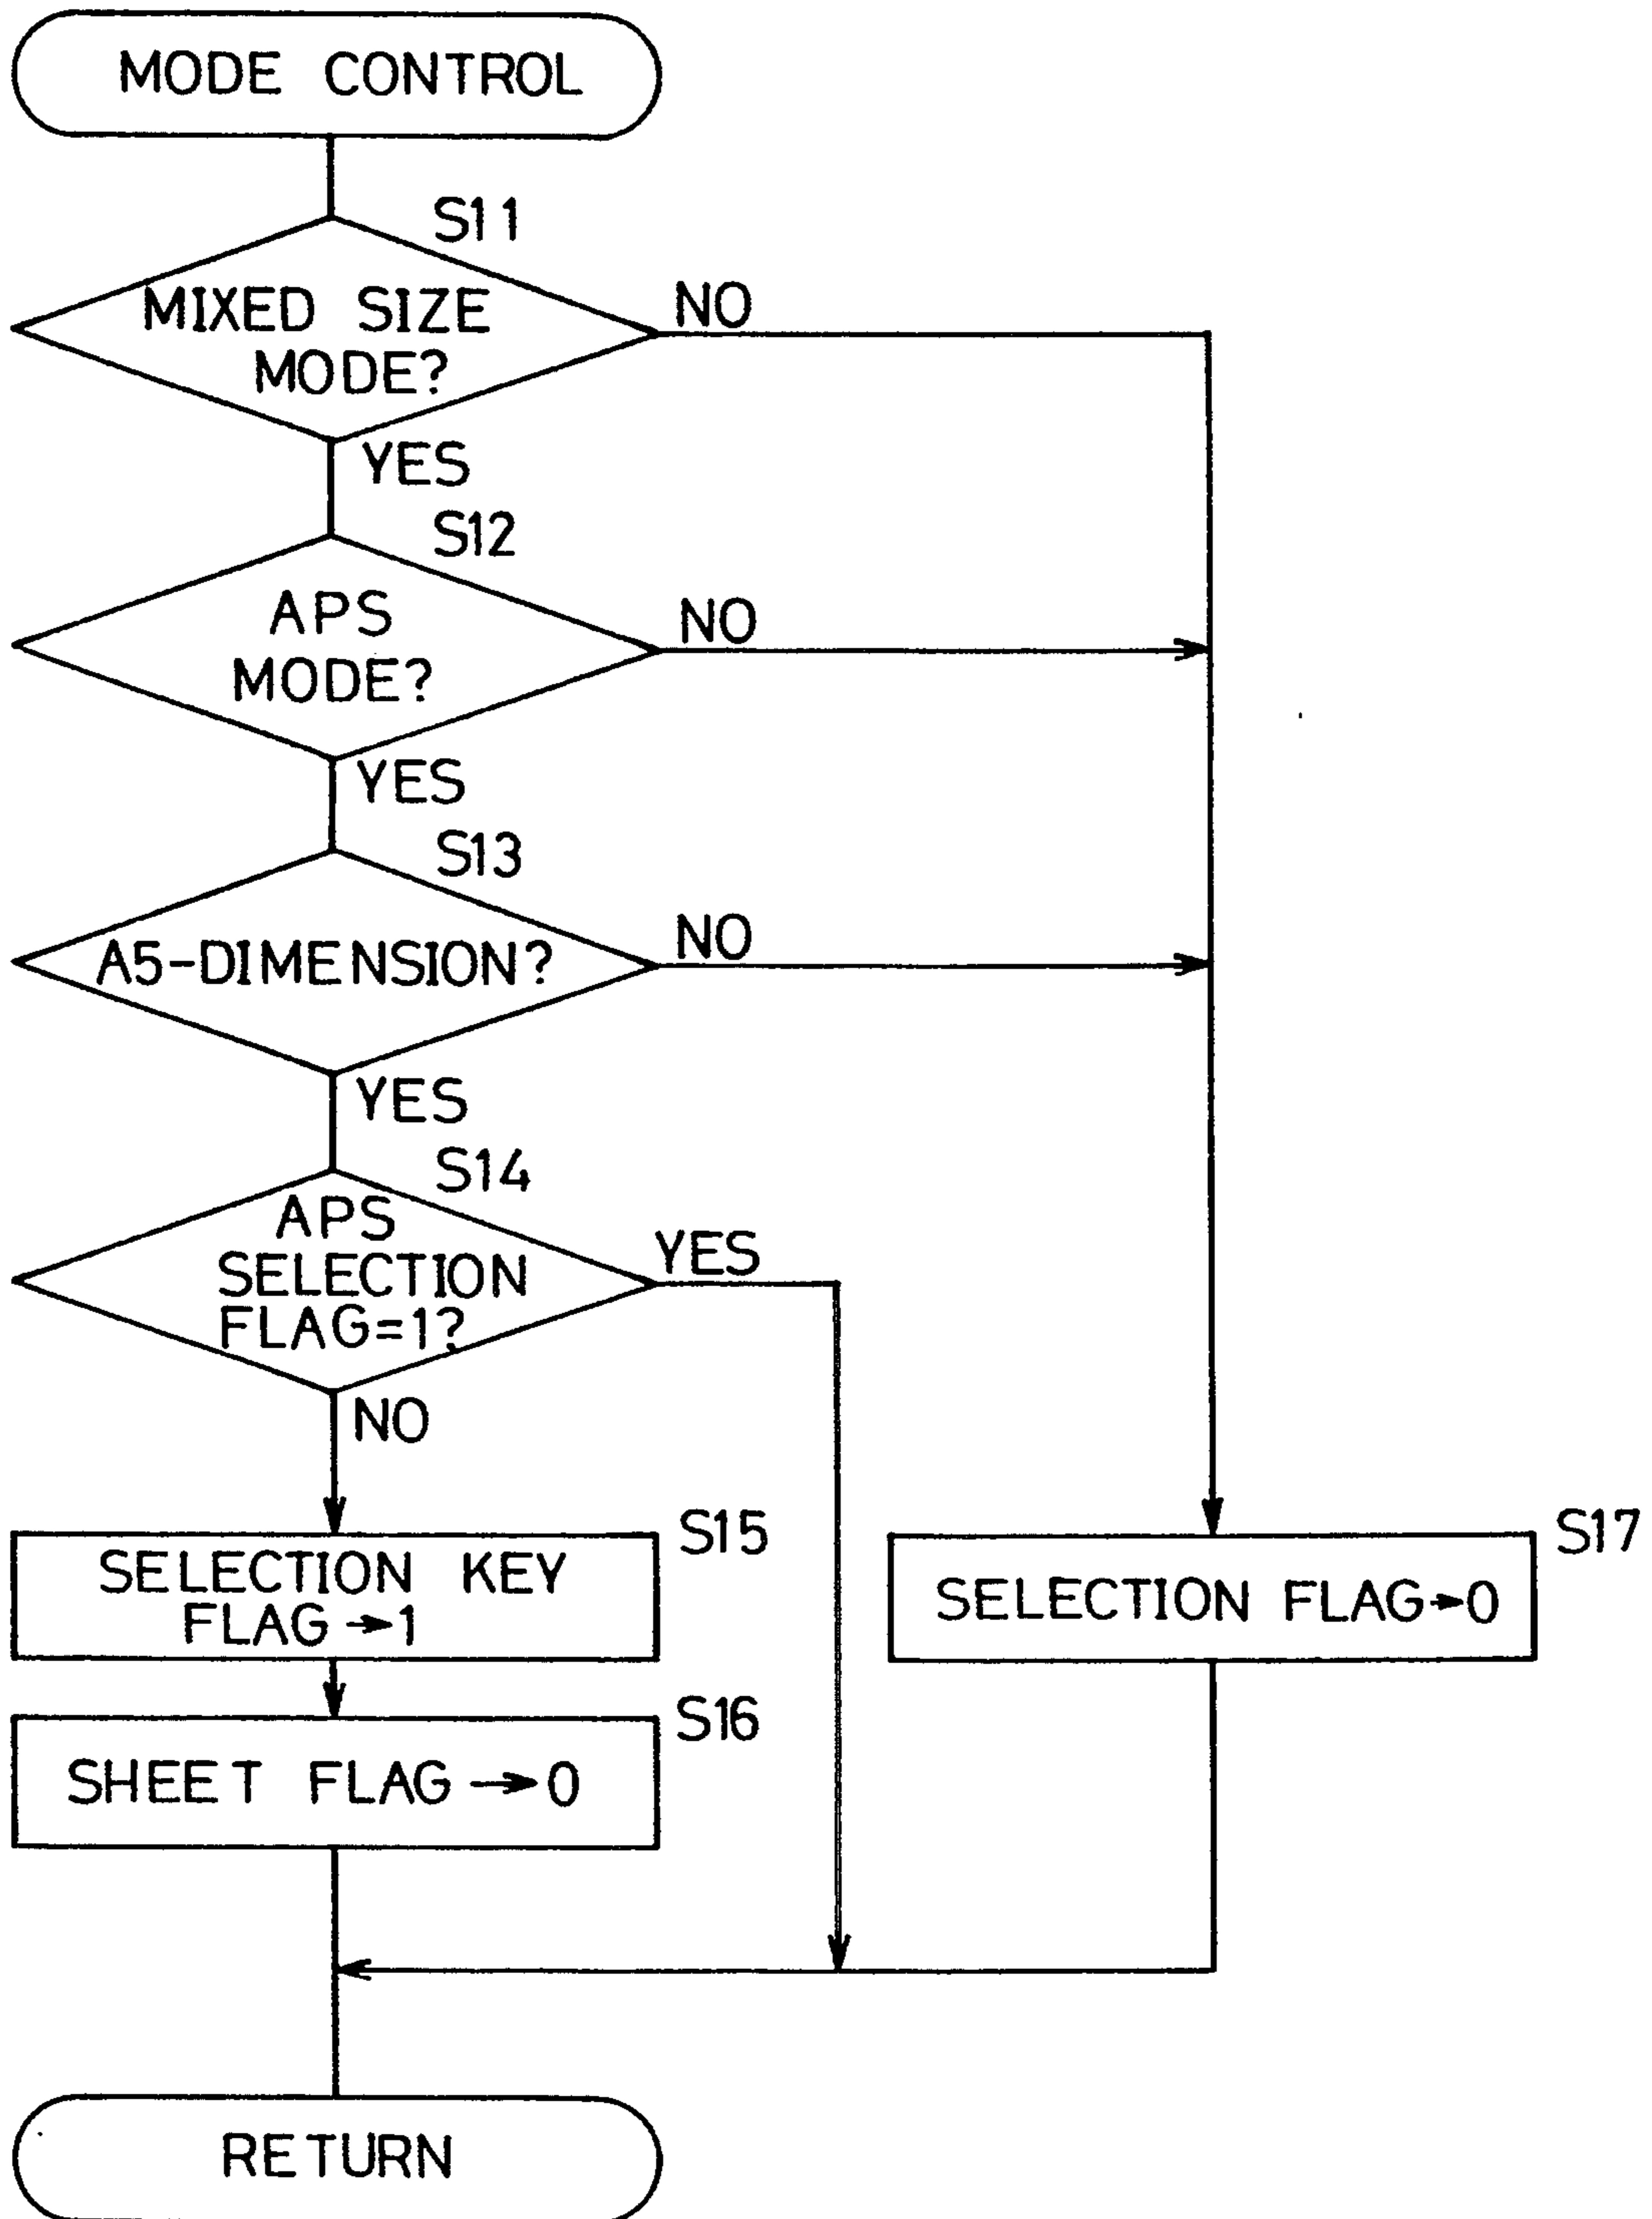 MODE CONTROL
S11
MIXED SIZE
MODE?
NO
YES
S12
APS
MODE?
NO
YES
S13
A5-DIMENSION?
NO
YES
S14
APS
SELECTION
FLAG=1?
YES
NO
S15
SELECTION KEY
FLAG→1
S17
SELECTION FLAG→0
S16
SHEET FLAG→0
RETURN